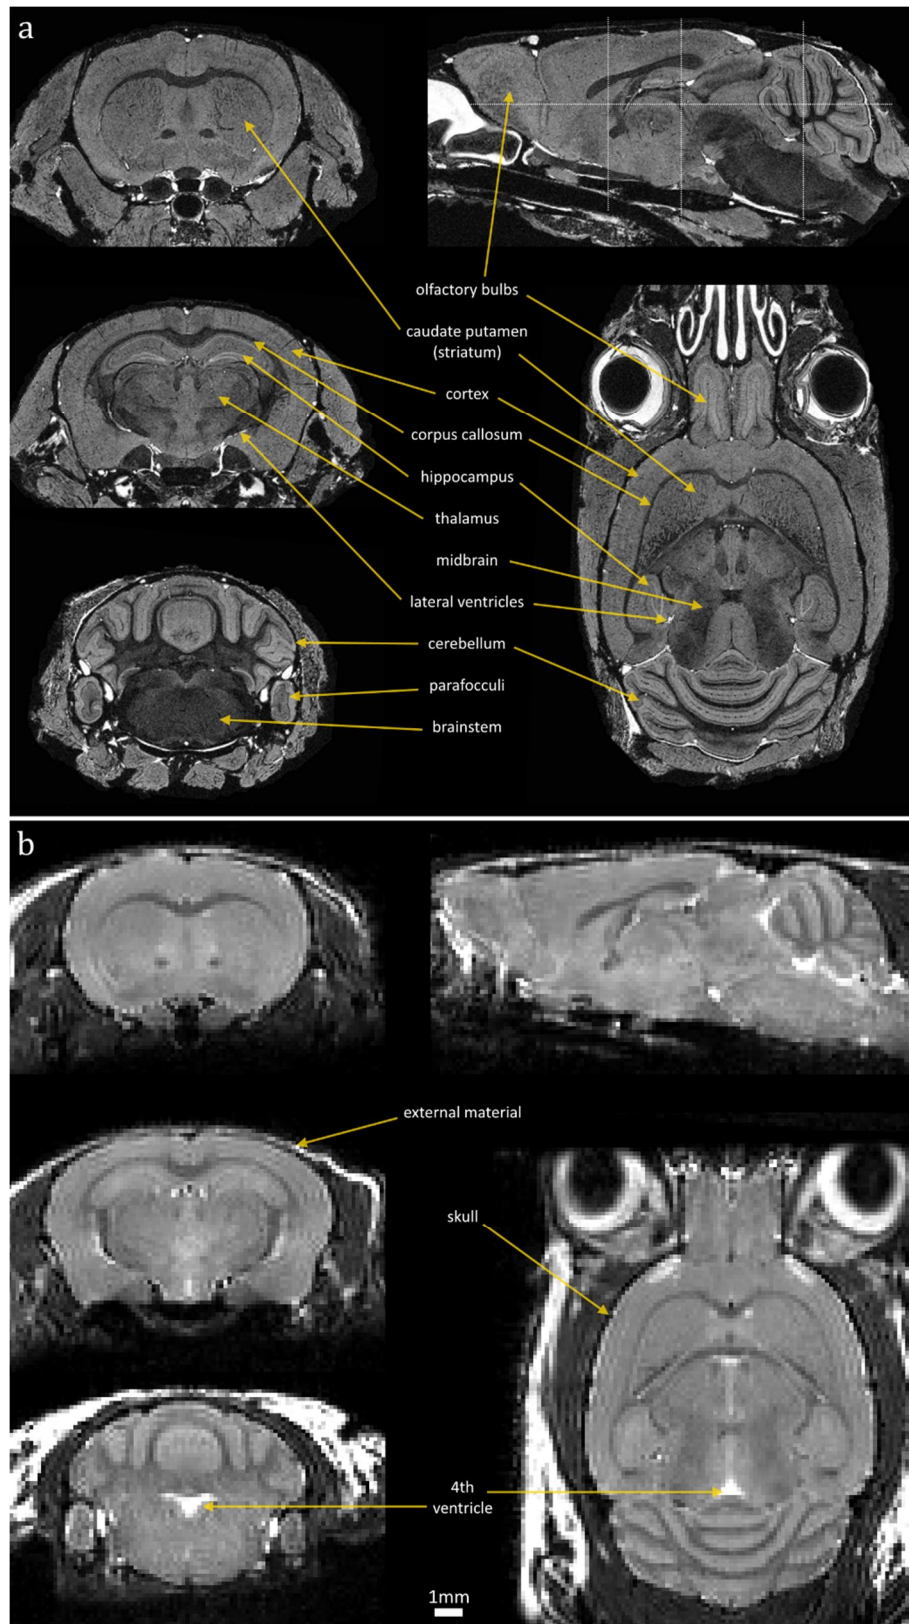 a
olfactory bulbs
caudate putamen
(striatum)
cortex
corpus callosum
hippocampus
thalamus
midbrain
lateral ventricles
cerebellum
parafocculi
brainstem
b
external material
skull
4th
ventricle
1mm